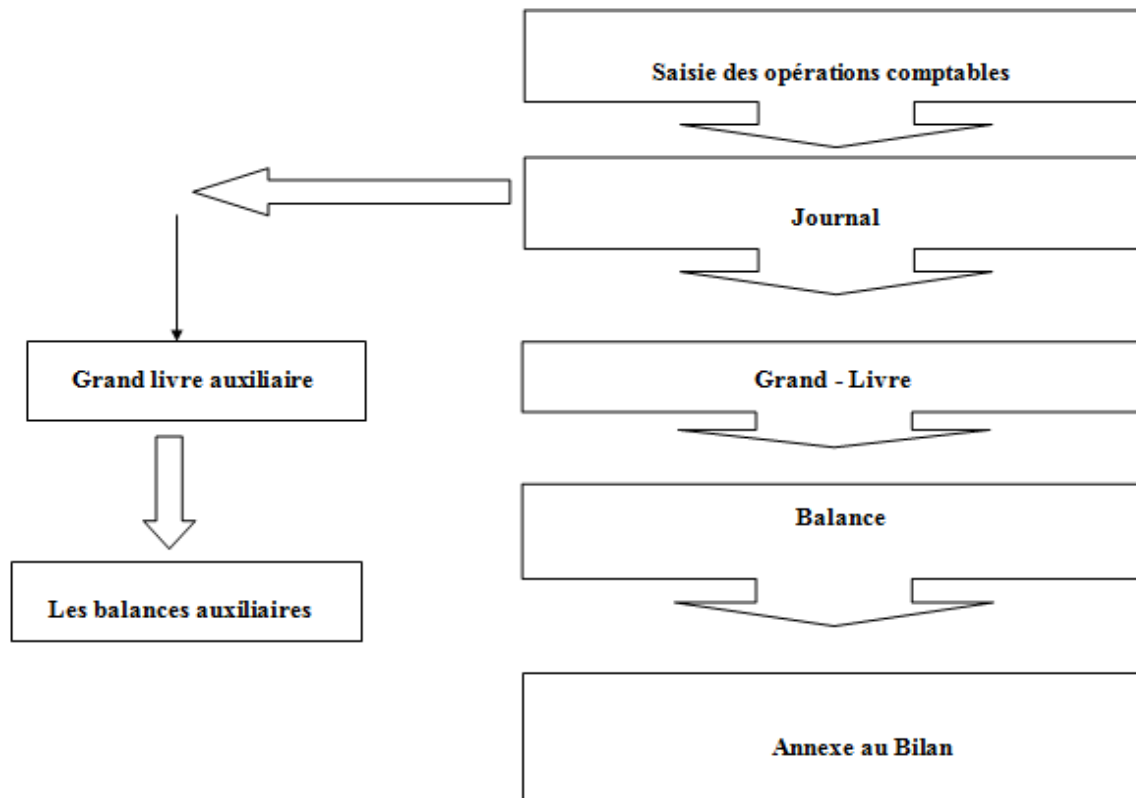 Saisie des opérations comptables
Journal
Grand livre auxiliaire
Grand - Livre
Balance
Les balances auxiliaires
Annexe au Bilan